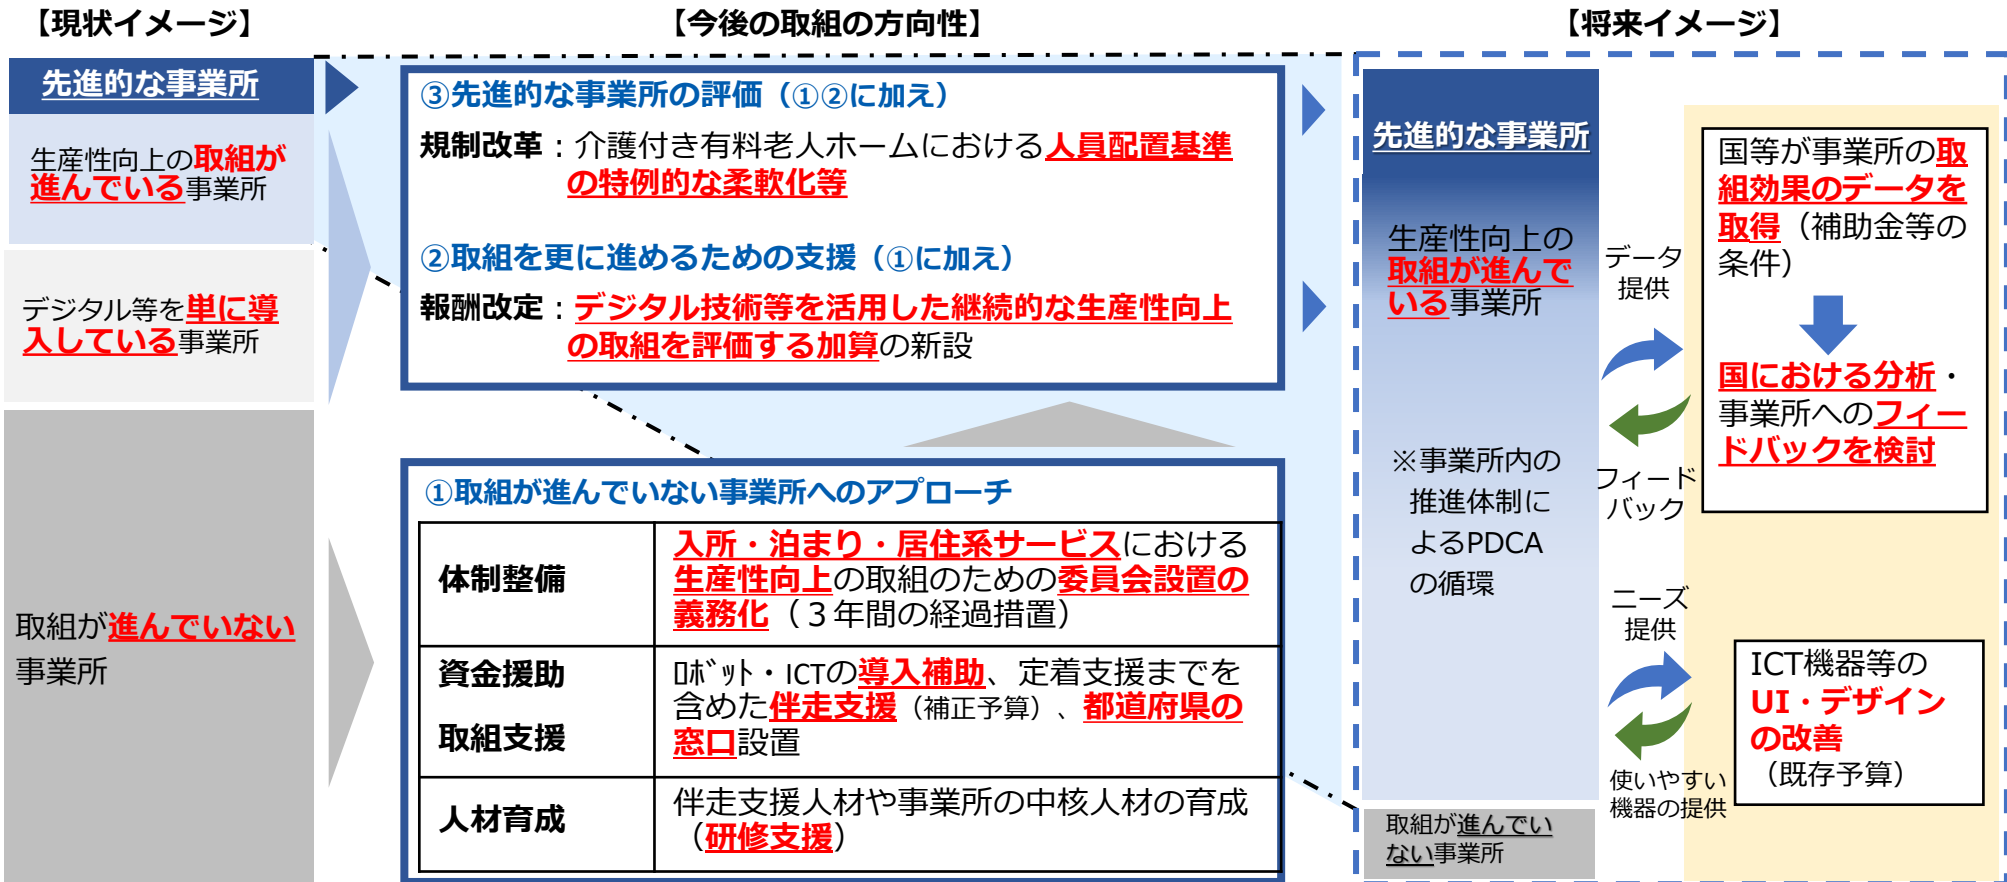 【現状イメージ】
【今後の取組の方向性】
【将来イメージ】
先進的な事業所
生産性向上の取組が
進んでいる事業所
デジタル等を単に導
入している事業所
取組が進んでいない
事業所
③先進的な事業所の評価（①②に加え）
規制改革：介護付き有料老人ホームにおける人員配置基準
の特例的な柔軟化等
②取組を更に進めるための支援（①に加え）
報酬改定：デジタル技術等を活用した継続的な生産性向上
の取組を評価する加算の新設
①取組が進んでいない事業所へのアプローチ
体制整備
入所・泊まり・居住系サービスにおける
生産性向上の取組のための委員会設置の
義務化（３年間の経過措置）
資金援助
取組支援
ﾛﾎﾞｯﾄ・ICTの導入補助、定着支援までを
含めた伴走支援（補正予算）、都道府県の
窓口設置
人材育成
伴走支援人材や事業所の中核人材の育成
（研修支援）
先進的な事業所
生産性向上の
取組が進んで
いる事業所
※事業所内の
推進体制に
よるPDCA
の循環
取組が進んでい
ない事業所
データ
提供
フィード
バック
ニーズ
提供
使いやすい
機器の提供
国等が事業所の取
組効果のデータを
取得（補助金等の
条件）
国における分析・
事業所へのフィー
ドバックを検討
ICT機器等の
UI・デザイン
の改善
（既存予算）